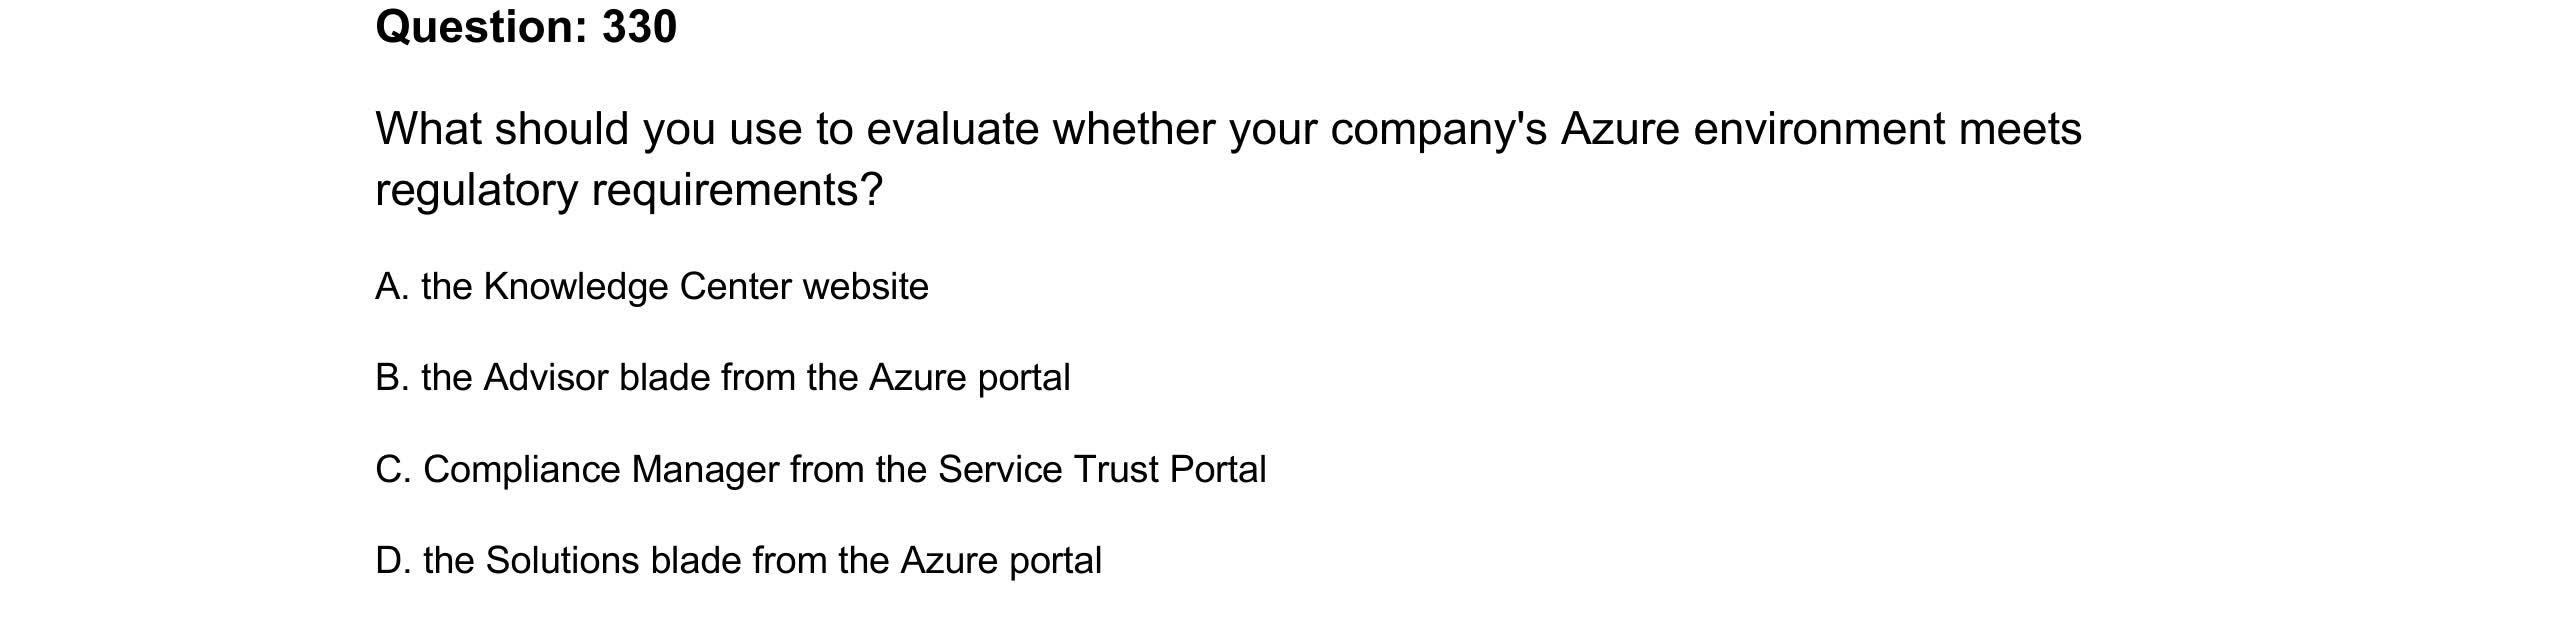 Question: 330
What should you use to evaluate whether your company's Azure environment meets
regulatory requirements?
A. the Knowledge Center website
B. the Advisor blade from the Azure portal
C. Compliance Manager from the Service Trust Portal
D. the Solutions blade from the Azure portal